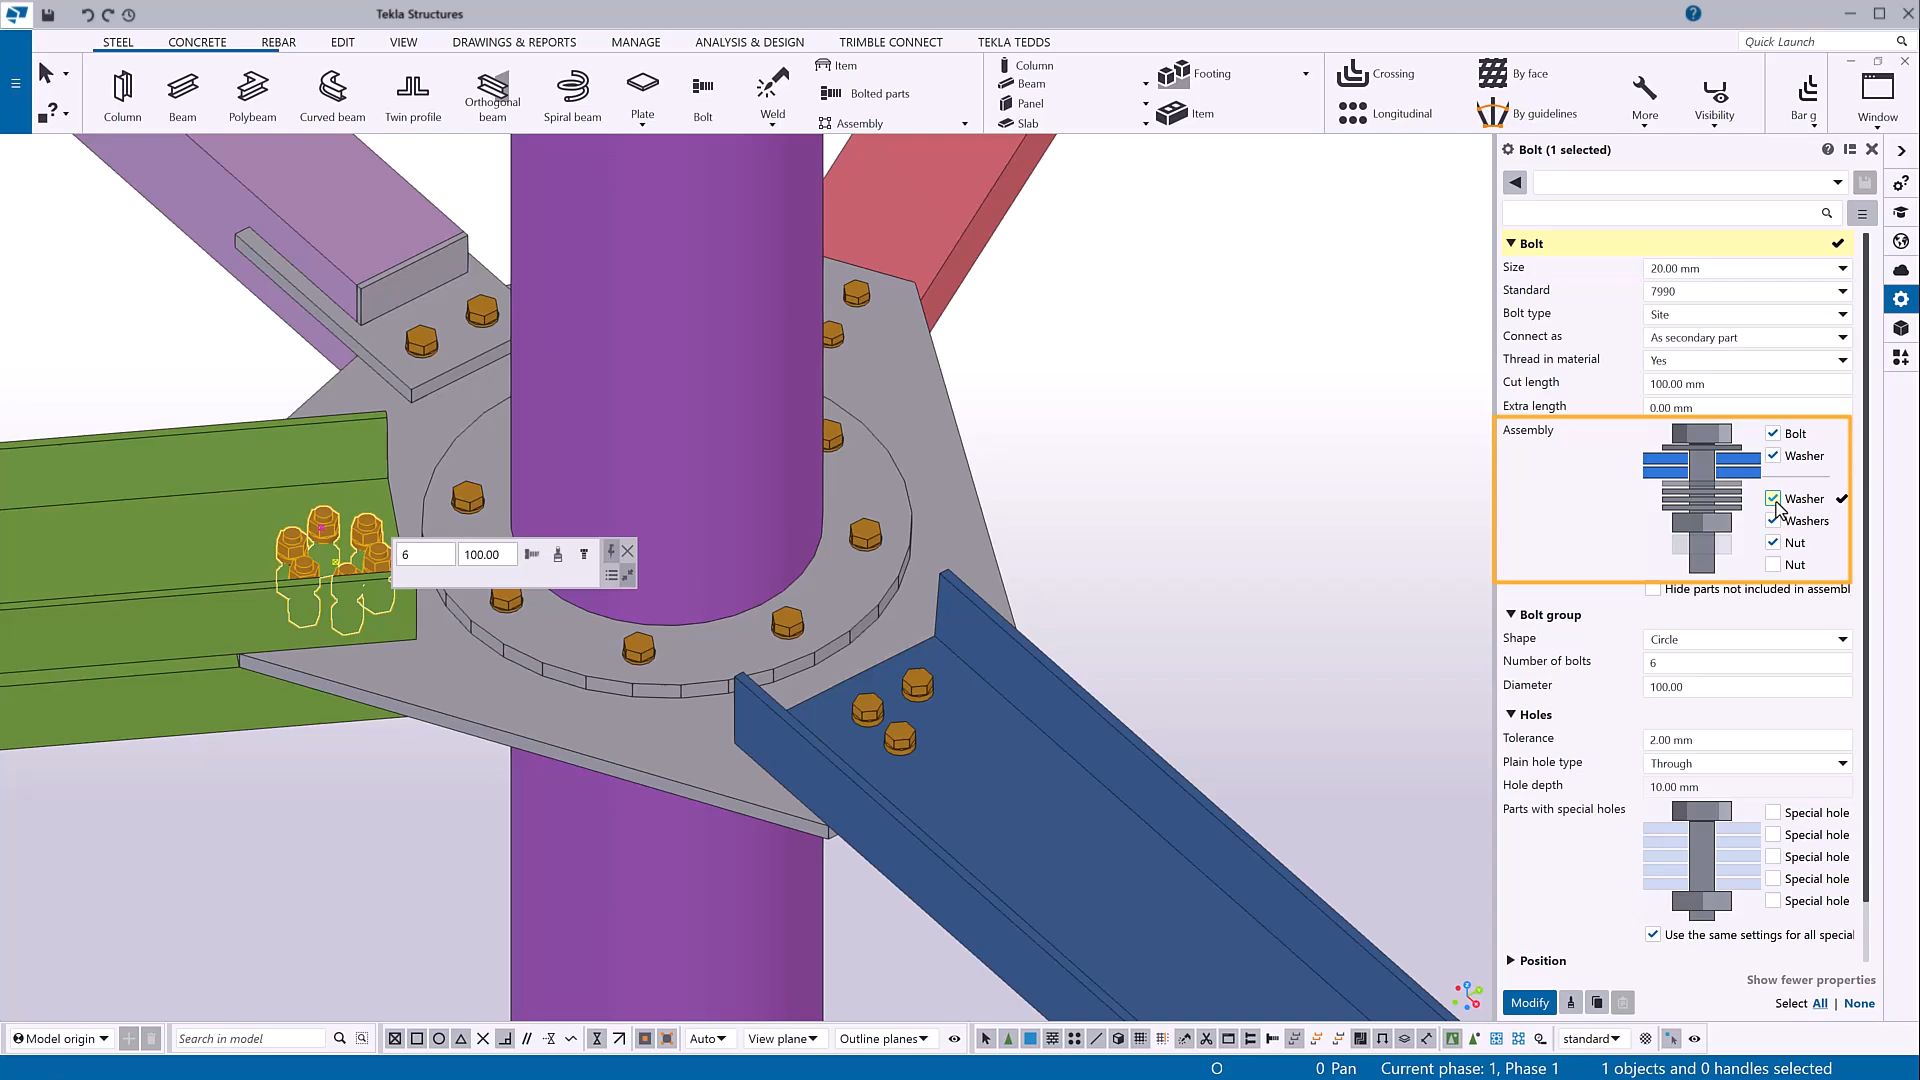 Tekla Structures
STEEL CONCRETE REBAR EDIT VIEW DRAWINGS & REPORTS MANAGE ANALYSIS & DESIGN TRIMBLE CONNECT TEKLA TEDDS
Quick Launch
Column
Beam
Polybeam
Curved beam
Twin profile
Orthogonal
beam
Spiral beam
Plate
Bolt
Weld
Item
Bolted parts
Assembly
Column
Beam
Panel
Slab
Footing
Item
Crossing
Longitudinal
By face
By guidelines
More
Visibility
Bar g
Window
Bolt (1 selected)
Bolt
Size 20.00 mm
Standard 7990
Bolt type Site
Connect as As secondary part
Thread in material Yes
Cut length 100.00 mm
Extra length 0.00 mm
Assembly
Bolt
Washer
Washer
Washers
Nut
Nut
Hide parts not included in assembl
Bolt group
Shape Circle
Number of bolts 6
Diameter 100.00
Holes
Tolerance 2.00 mm
Plain hole type Through
Hole depth 10.00 mm
Parts with special holes
Special hole
Special hole
Special hole
Special hole
Special hole
Use the same settings for all special
Position
Show fewer properties
Modify
Select All | None
6 100.00
Model origin
Search in model
Auto
View plane
Outline planes
standard
O 0 Pan Current phase: 1, Phase 1 1 objects and 0 handles selected